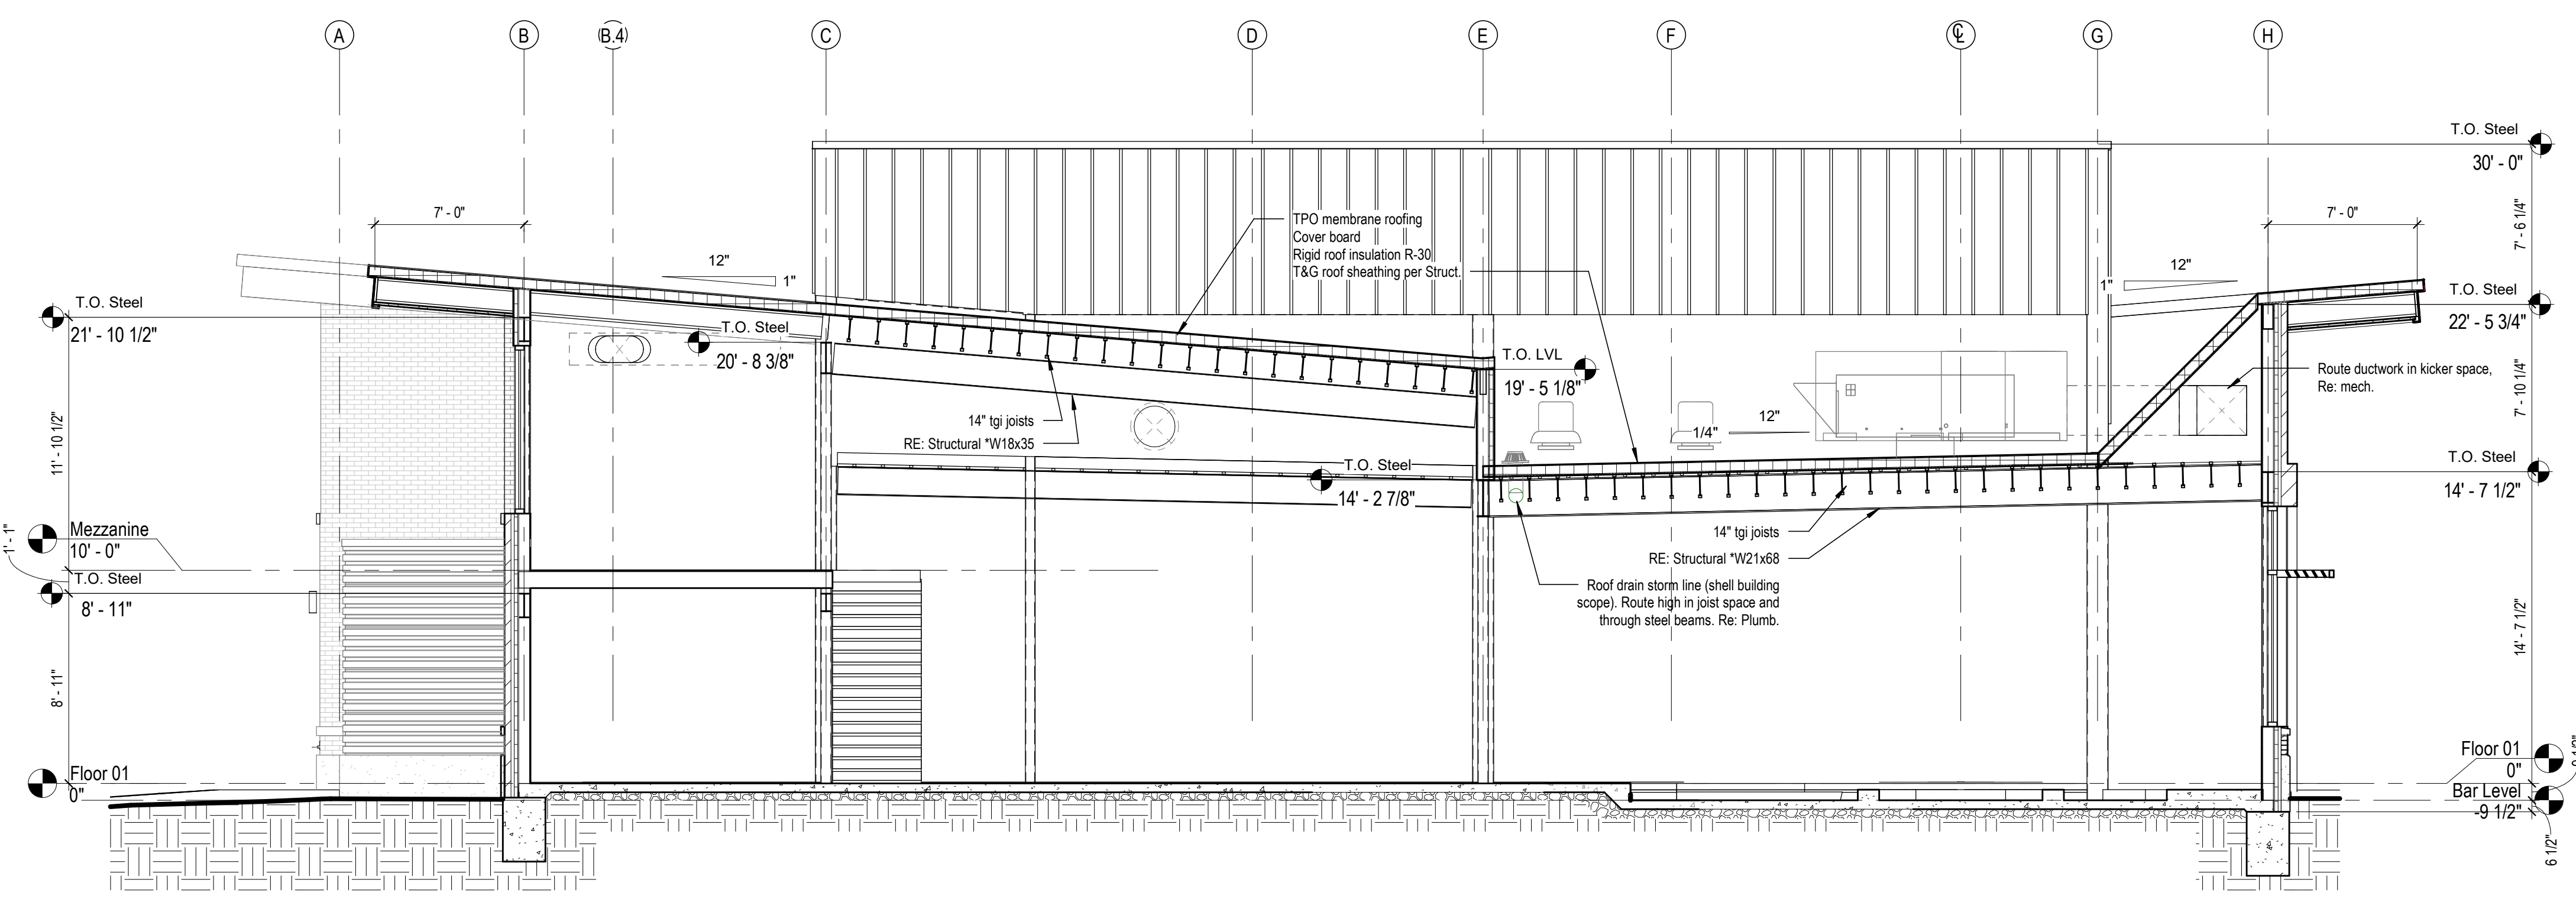 A
B
(B.4)
C
D
E
F
℄
G
H
T.O. Steel
30' - 0"
7' - 0"
7' - 0"
7' - 6 1/4"
TPO membrane roofing
Cover board
Rigid roof insulation R-30
T&G roof sheathing per Struct.
12"
1"
12"
1"
T.O. Steel
21' - 10 1/2"
T.O. Steel
20' - 8 3/8"
T.O. LVL
19' - 5 1/8"
T.O. Steel
22' - 5 3/4"
Route ductwork in kicker space,
Re: mech.
7' - 10 1/4"
14" tgi joists
RE: Structural *W18x35
12"
1/4"
11' - 10 1/2"
T.O. Steel
14' - 2 7/8"
T.O. Steel
14' - 7 1/2"
14" tgi joists
RE: Structural *W21x68
Roof drain storm line (shell building
scope). Route high in joist space and
through steel beams. Re: Plumb.
1' - 1"
Mezzanine
10' - 0"
T.O. Steel
8' - 11"
8' - 11"
14' - 7 1/2"
Floor 01
0"
Floor 01
0"
Bar Level
-9 1/2"
6 1/2"